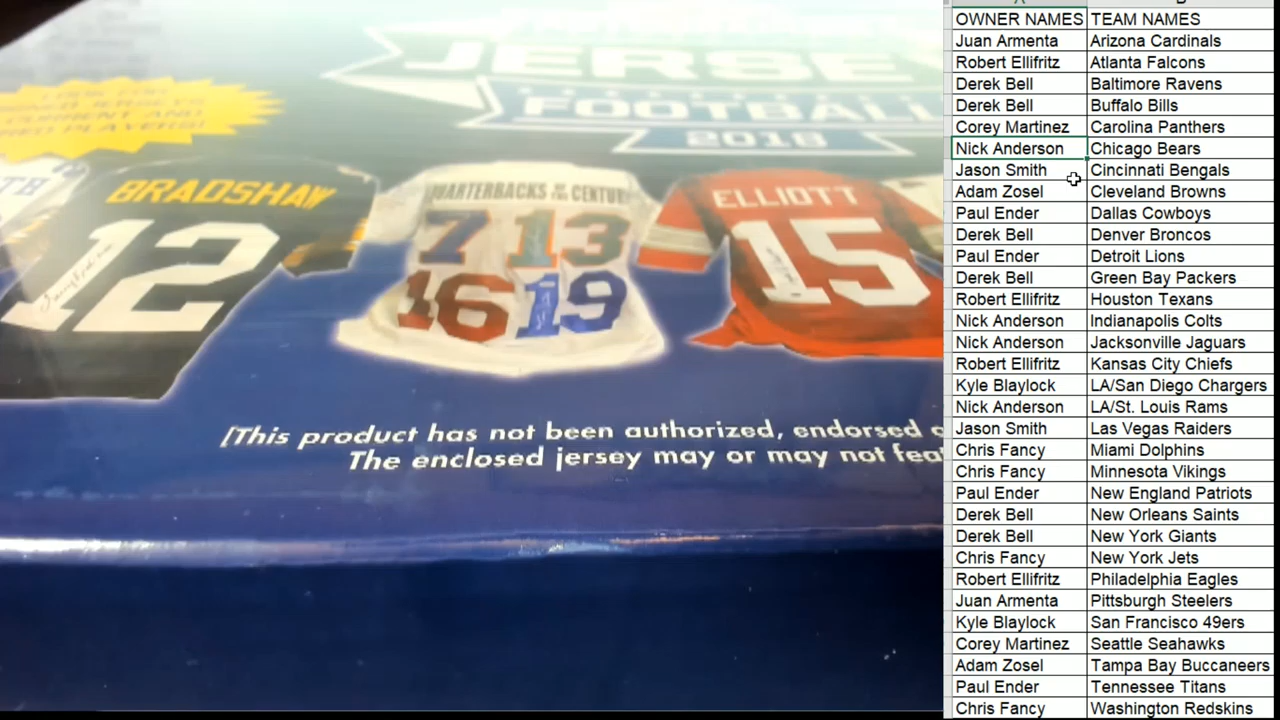 JERSE
FOOTBALL
2018
BRADSHAW
12
QUARTERBACKS OF THE CENTURY
7 13
16 19
ELLIOTT
15
[This product has not been authorized, endorsed
The enclosed jersey may or may not feat
OWNER NAMES TEAM NAMES
Juan Armenta Arizona Cardinals
Robert Ellifritz Atlanta Falcons
Derek Bell Baltimore Ravens
Derek Bell Buffalo Bills
Corey Martinez Carolina Panthers
Nick Anderson Chicago Bears
Jason Smith Cincinnati Bengals
Adam Zosel Cleveland Browns
Paul Ender Dallas Cowboys
Derek Bell Denver Broncos
Paul Ender Detroit Lions
Derek Bell Green Bay Packers
Robert Ellifritz Houston Texans
Nick Anderson Indianapolis Colts
Nick Anderson Jacksonville Jaguars
Robert Ellifritz Kansas City Chiefs
Kyle Blaylock LA/San Diego Chargers
Nick Anderson LA/St. Louis Rams
Jason Smith Las Vegas Raiders
Chris Fancy Miami Dolphins
Chris Fancy Minnesota Vikings
Paul Ender New England Patriots
Derek Bell New Orleans Saints
Derek Bell New York Giants
Chris Fancy New York Jets
Robert Ellifritz Philadelphia Eagles
Juan Armenta Pittsburgh Steelers
Kyle Blaylock San Francisco 49ers
Corey Martinez Seattle Seahawks
Adam Zosel Tampa Bay Buccaneers
Paul Ender Tennessee Titans
Chris Fancy Washington Redskins